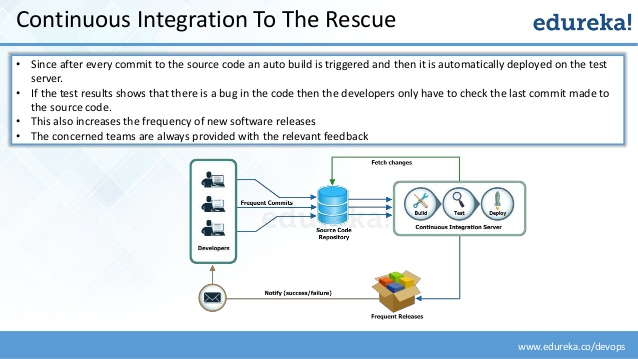 Continuous Integration To The Rescue
edureka!
• Since after every commit to the source code an auto build is triggered and then it is automatically deployed on the test
server.
• If the test results shows that there is a bug in the code then the developers only have to check the last commit made to
the source code.
• This also increases the frequency of new software releases
• The concerned teams are always provided with the relevant feedback
Fetch changes
Frequent Commits
edureka!
Build
Test
Deploy
Developers
Source Code
Repository
Continuous Integration Server
Notify (success/failure)
Frequent Releases
www.edureka.co/devops